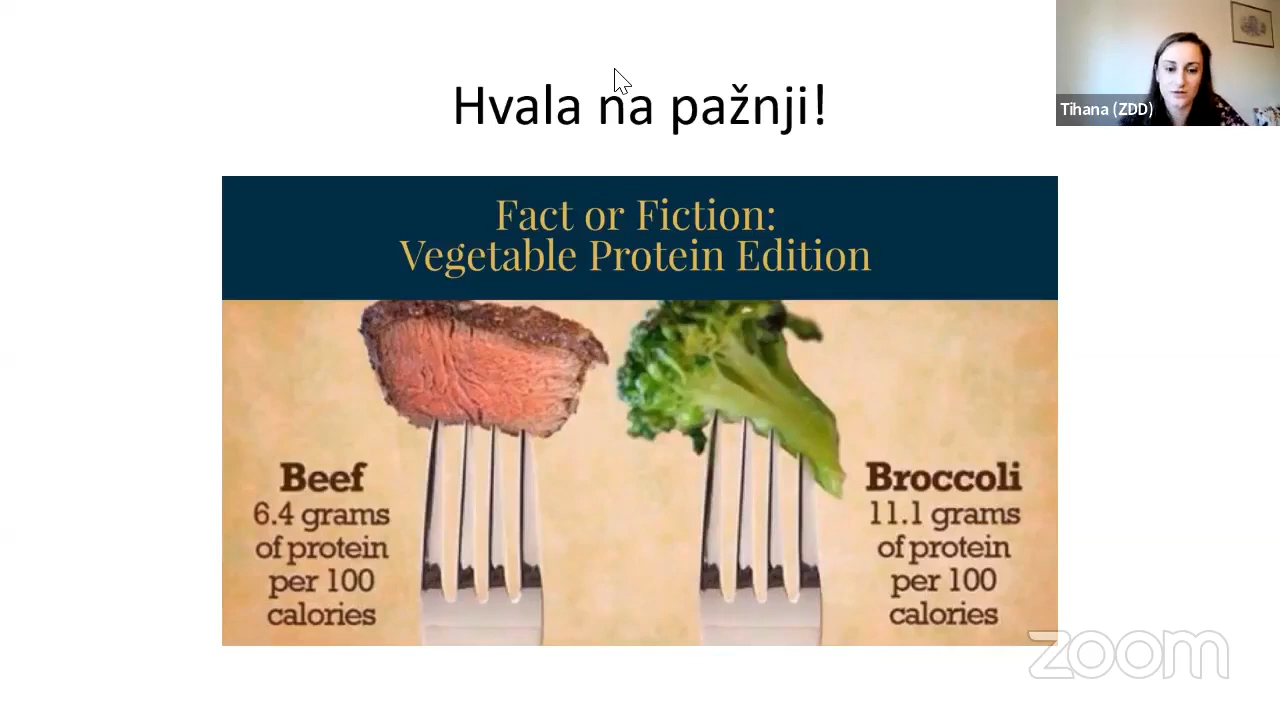 Hvala na pažnji!
Tihana (ZDD)
Fact or Fiction:
Vegetable Protein Edition
Beef
6.4 grams
of protein
per 100
calories
Broccoli
11.1 grams
of protein
per 100
calories
zoom